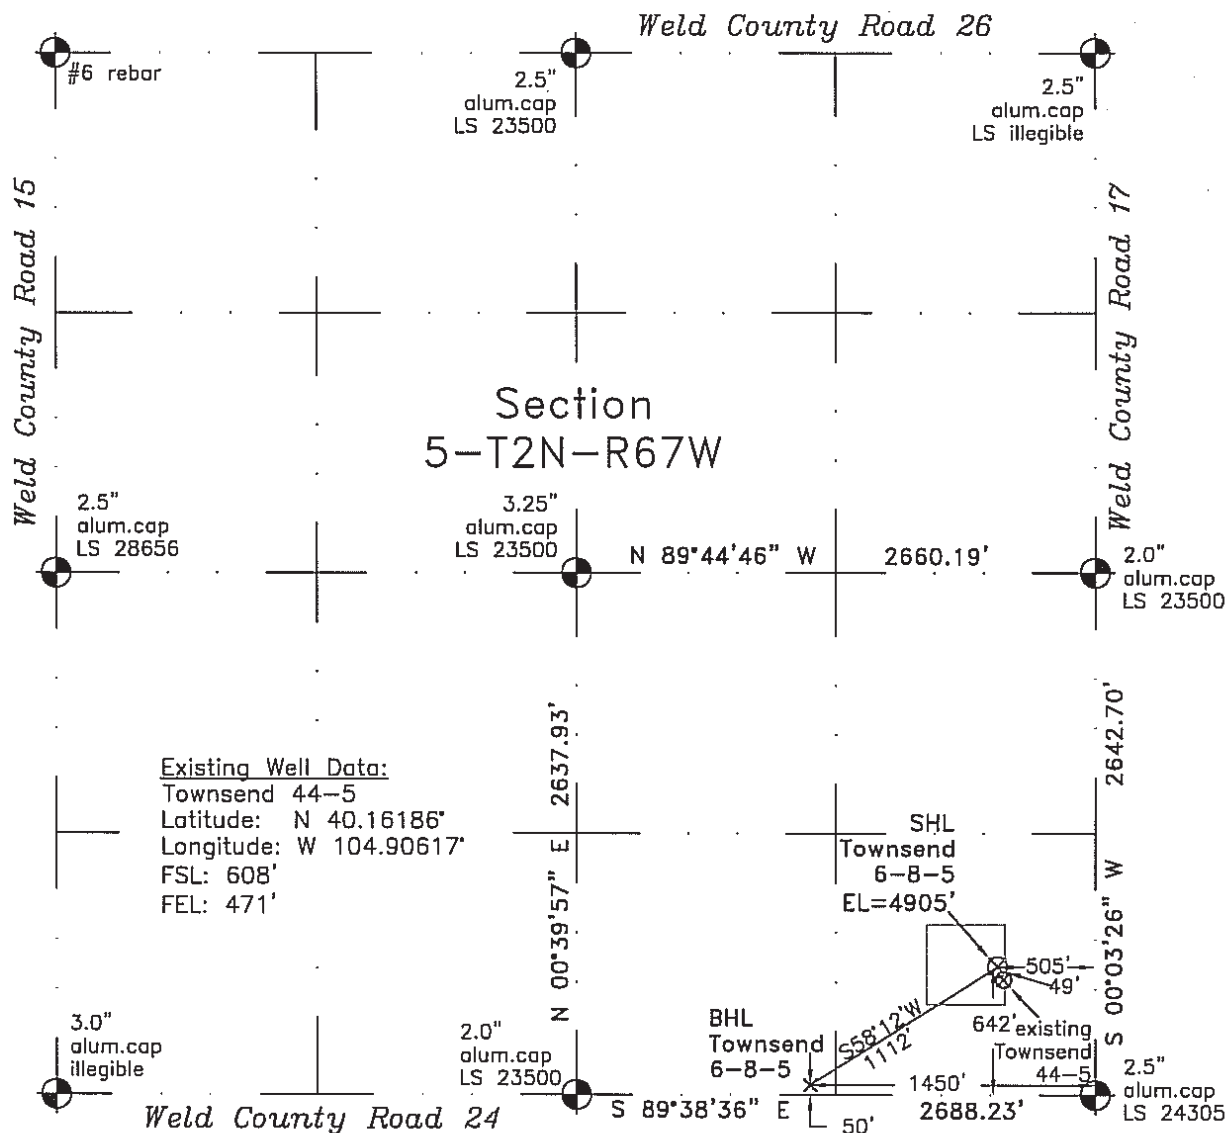 Weld County Road 26
#6 rebar
2.5"
alum.cap
LS 23500
2.5"
alum.cap
LS illegible
Weld County Road 15
Weld County Road 17
Section
5-T2N-R67W
2.5"
alum.cap
LS 28656
3.25"
alum.cap
LS 23500
N 89°44'46" W 2660.19'
2.0"
alum.cap
LS 23500
N 00°39'57" E 2637.93'
S 00°03'26" W 2642.70'
Existing Well Data:
Townsend 44-5
Latitude: N 40.16186°
Longitude: W 104.90617°
FSL: 608'
FEL: 471'
SHL
Townsend
6-8-5
EL=4905'
505'
49'
642'
existing
Townsend
44-5
S58°12'W
1112'
BHL
Townsend
6-8-5
1450'
3.0"
alum.cap
illegible
2.0"
alum.cap
LS 23500
2.5"
alum.cap
LS 24305
S 89°38'36" E 2688.23'
50'
Weld County Road 24